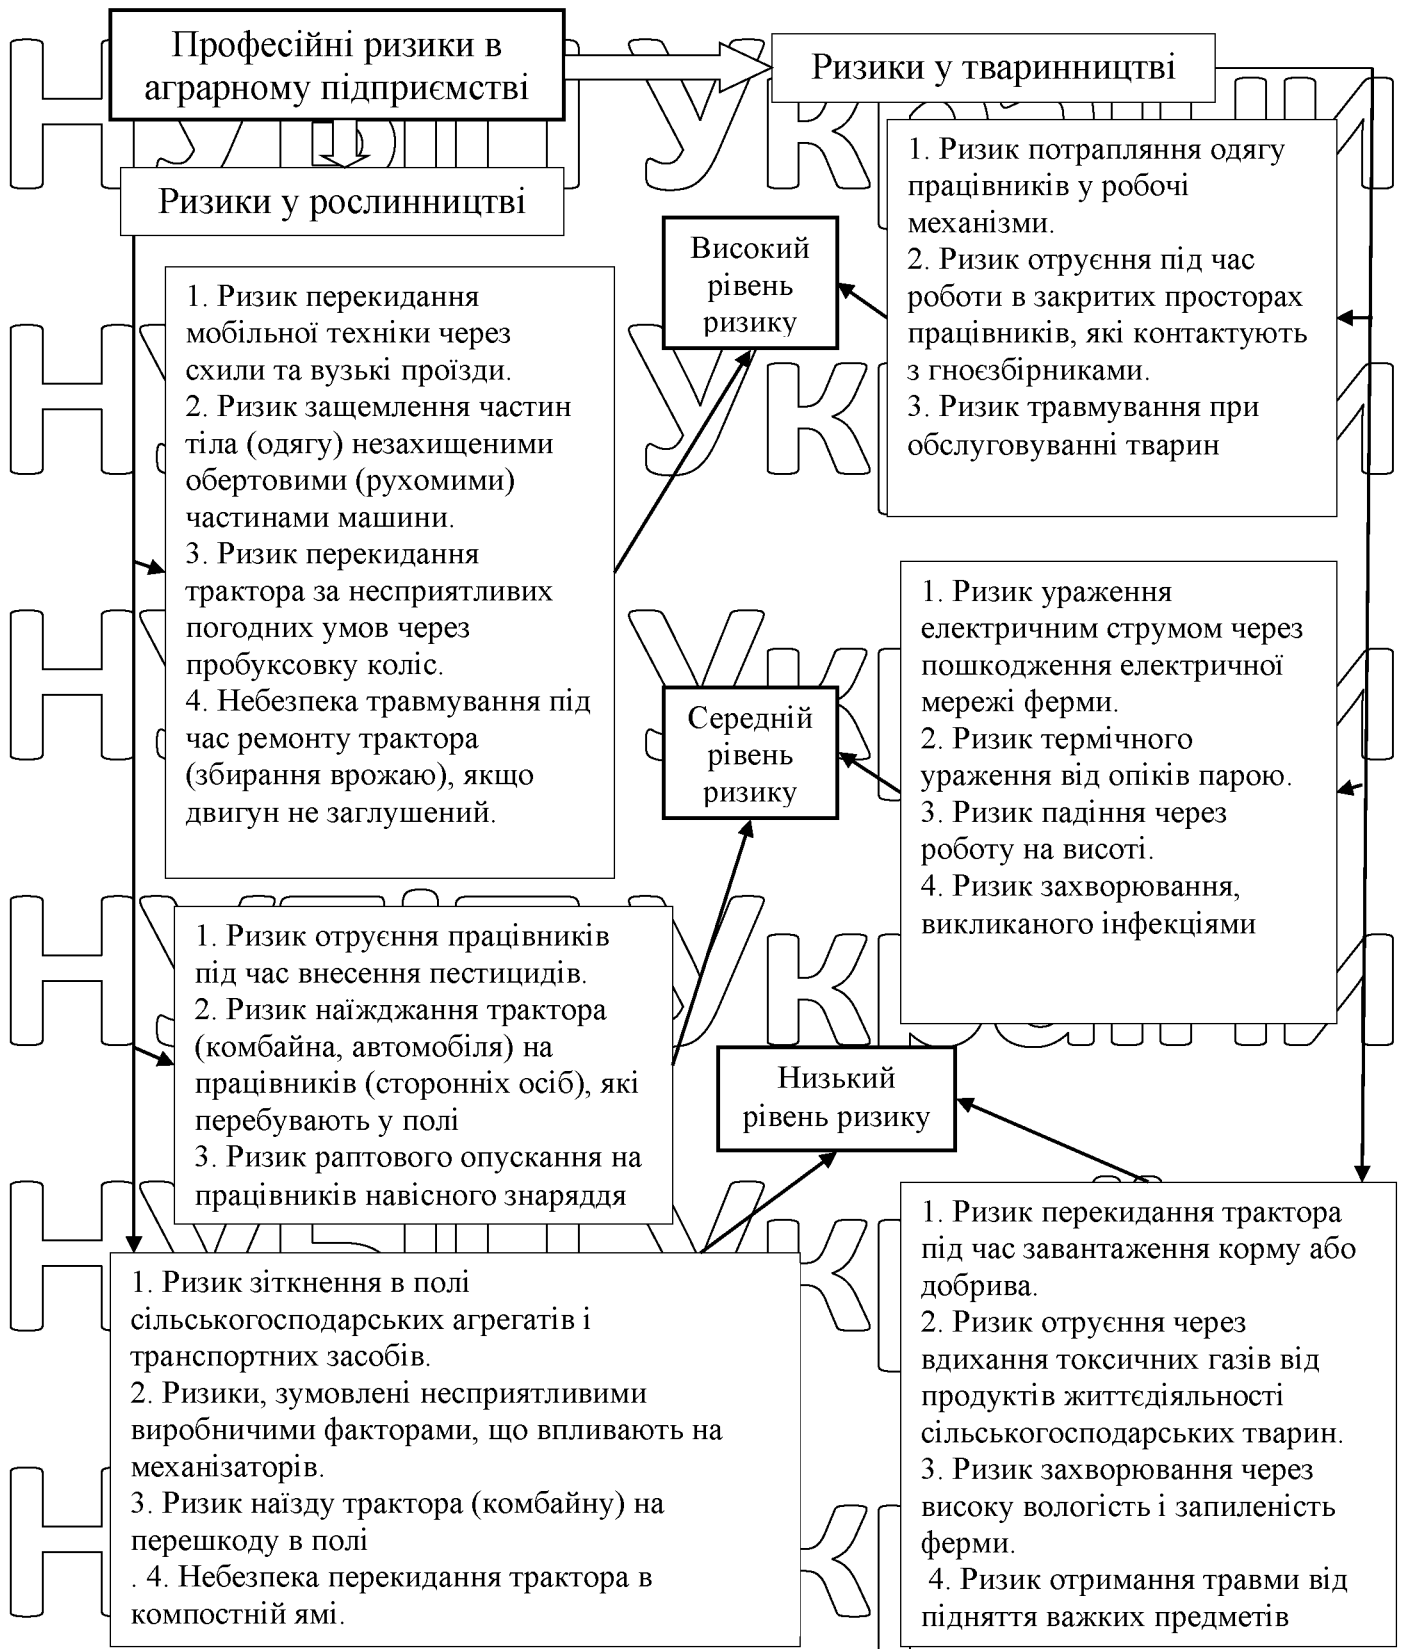 Професійні ризики в
аграрному підприємстві
Ризики у тваринництві
Ризики у рослинництві
1. Ризик потрапляння одягу
працівників у робочі
механізми.
2. Ризик отруєння під час
роботи в закритих просторах
працівників, які контактують
з гноєзбірниками.
3. Ризик травмування при
обслуговуванні тварин
Високий
рівень
ризику
1. Ризик перекидання
мобільної техніки через
схили та вузькі проїзди.
2. Ризик защемлення частин
тіла (одягу) незахищеними
обертовими (рухомими)
частинами машини.
3. Ризик перекидання
трактора за несприятливих
погодних умов через
пробуксовку коліс.
4. Небезпека травмування під
час ремонту трактора
(збирання врожаю), якщо
двигун не заглушений.
1. Ризик ураження
електричним струмом через
пошкодження електричної
мережі ферми.
2. Ризик термічного
ураження від опіків парою.
3. Ризик падіння через
роботу на висоті.
4. Ризик захворювання,
викликаного інфекціями
Середній
рівень
ризику
1. Ризик отруєння працівників
під час внесення пестицидів.
2. Ризик наїжджання трактора
(комбайна, автомобіля) на
працівників (сторонніх осіб), які
перебувають у полі
3. Ризик раптового опускання на
працівників навісного знаряддя
Низький
рівень ризику
1. Ризик зіткнення в полі
сільськогосподарських агрегатів і
транспортних засобів.
2. Ризики, зумовлені несприятливими
виробничими факторами, що впливають на
механізаторів.
3. Ризик наїзду трактора (комбайну) на
перешкоду в полі
. 4. Небезпека перекидання трактора в
компостній ямі.
1. Ризик перекидання трактора
під час завантаження корму або
добрива.
2. Ризик отруєння через
вдихання токсичних газів від
продуктів життєдіяльності
сільськогосподарських тварин.
3. Ризик захворювання через
високу вологість і запиленість
ферми.
4. Ризик отримання травми від
підняття важких предметів